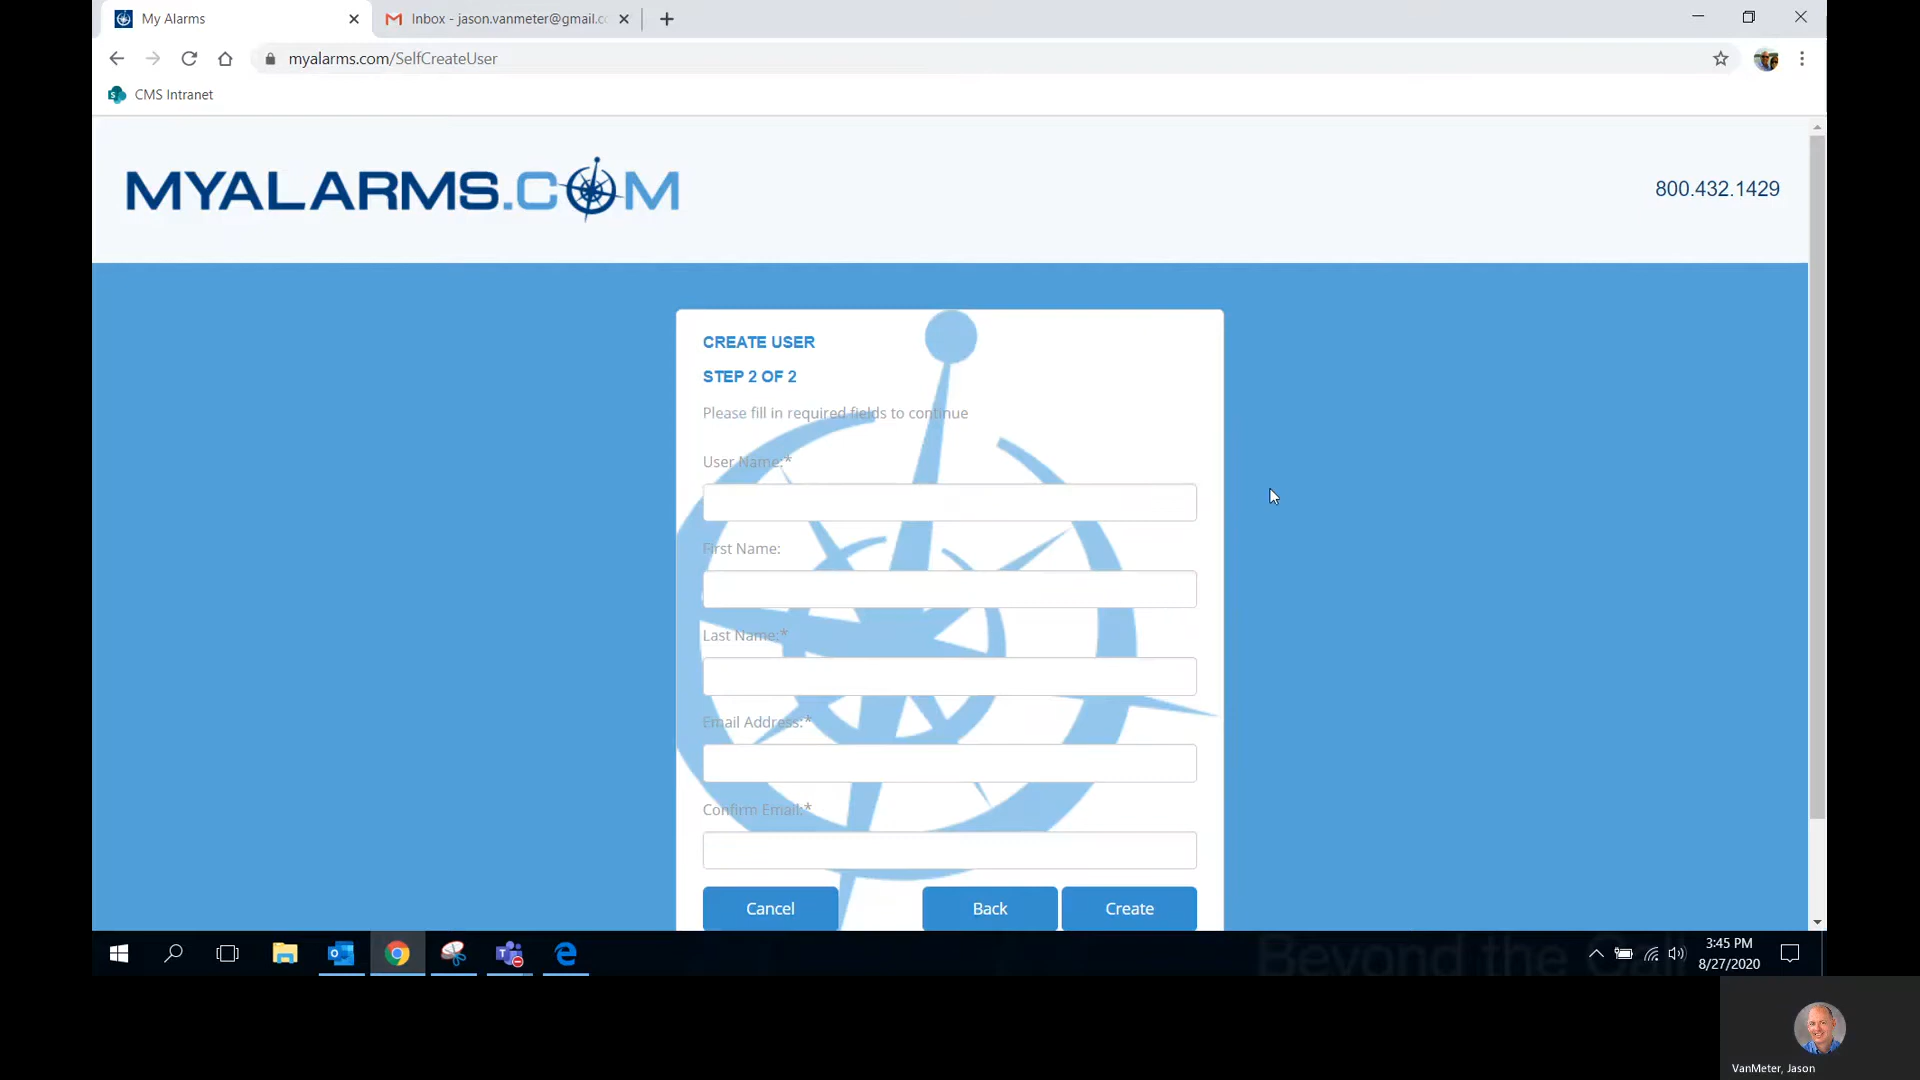 My Alarms
Inbox - jason.vanmeter@gmail.c
myalarms.com/SelfCreateUser
CMS Intranet
MYALARMS.COM
800.432.1429
CREATE USER
STEP 2 OF 2
Please fill in required fields to continue
User Name:*
First Name:
Last Name:*
Email Address:*
Confirm Email:*
Cancel
Back
Create
Beyond the Call
3:45 PM
8/27/2020
VanMeter, Jason